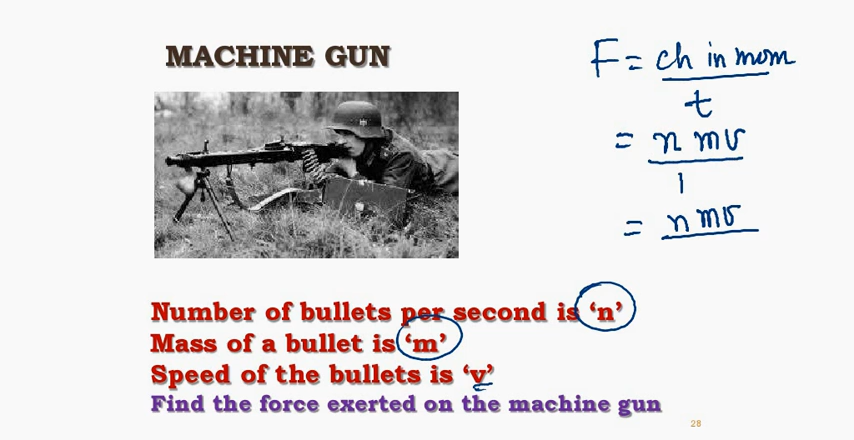 MACHINE GUN
F = ch in mom
t
= n m v
1
= n m v
Number of bullets per second is 'n'
Mass of a bullet is 'm'
Speed of the bullets is 'v'
Find the force exerted on the machine gun
28